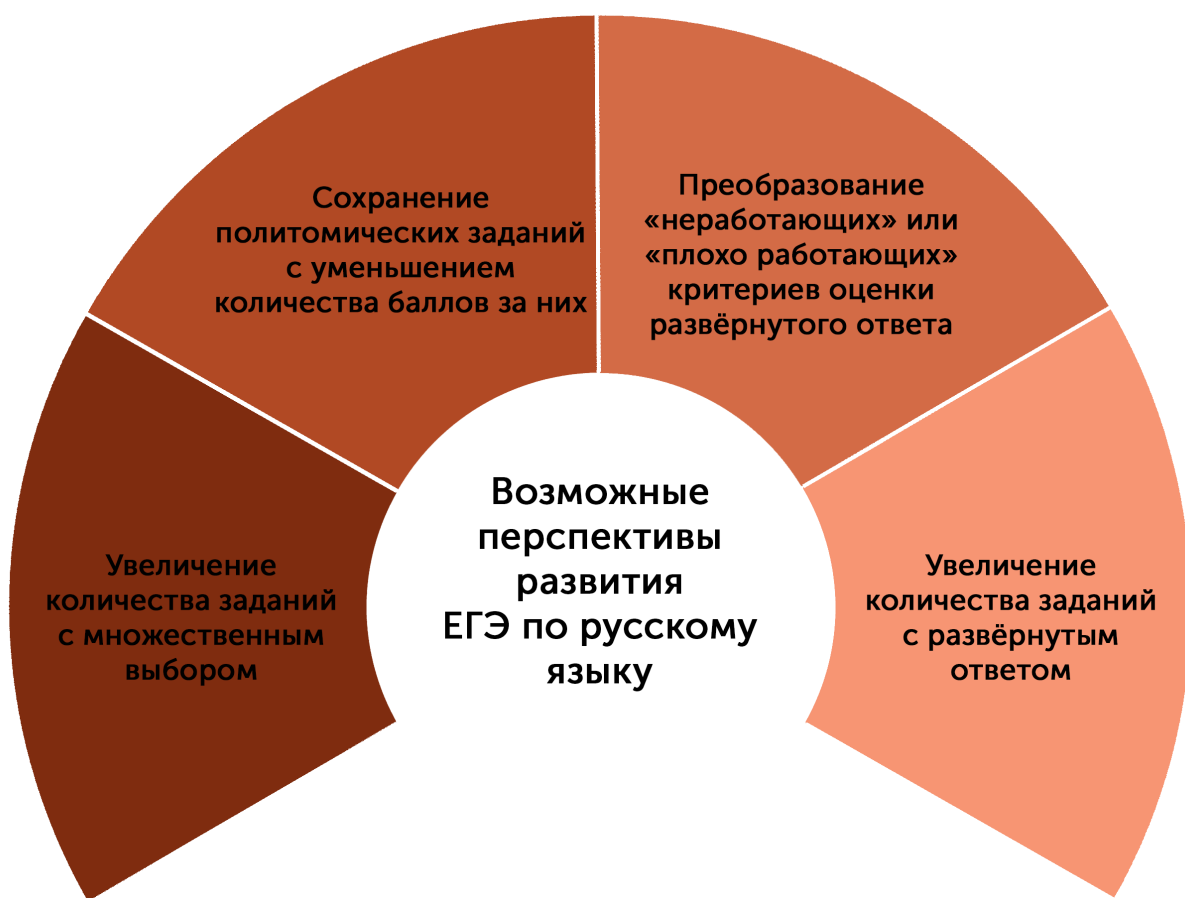 Сохранение
политомических заданий
с уменьшением
количества баллов за них
Преобразование
«неработающих» или
«плохо работающих»
критериев оценки
развёрнутого ответа
Увеличение
количества заданий
с множественным
выбором
Возможные
перспективы
развития
ЕГЭ по русскому
языку
Увеличение
количества заданий
с развёрнутым
ответом